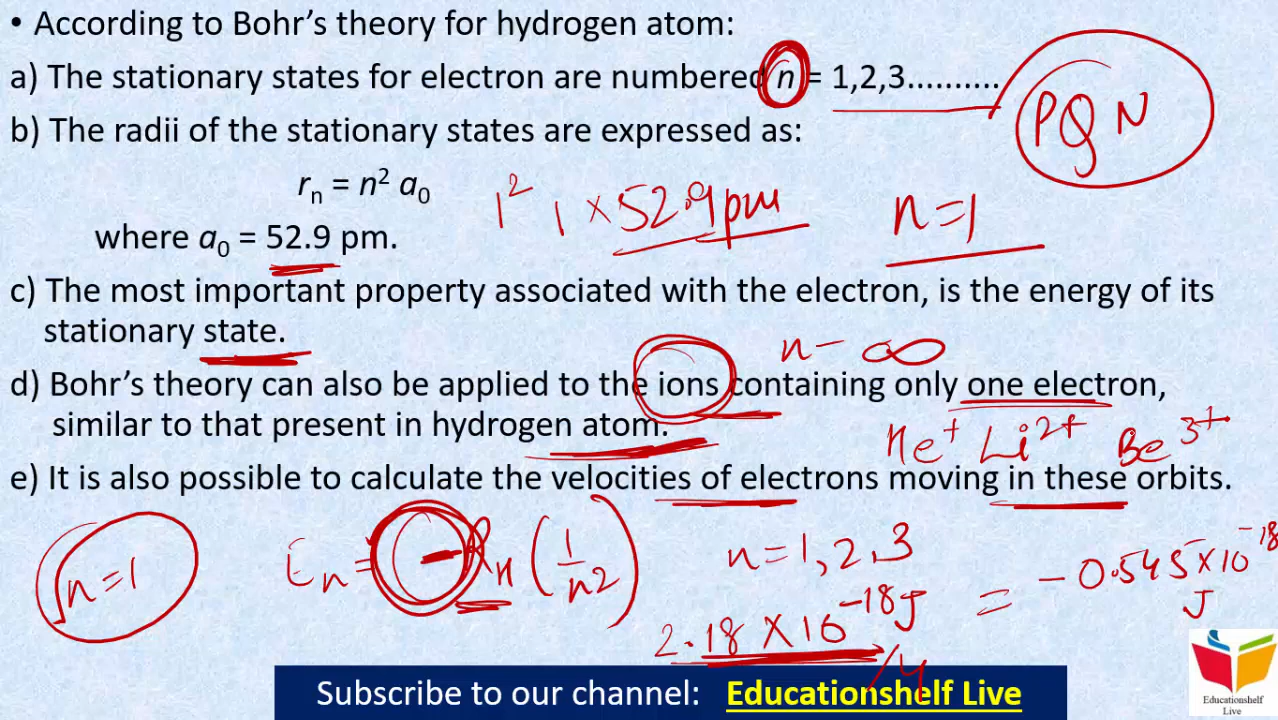 • According to Bohr's theory for hydrogen atom:
a) The stationary states for electron are numbered n = 1,2,3..........
PQN
b) The radii of the stationary states are expressed as:
rn = n² a0
1² 1 × 52.9pm n=1
where a0 = 52.9 pm.
c) The most important property associated with the electron, is the energy of its
stationary state.
n - ∞
d) Bohr's theory can also be applied to the ions containing only one electron,
similar to that present in hydrogen atom.
He+ Li2+ Be3+
e) It is also possible to calculate the velocities of electrons moving in these orbits.
n=1
En = -RH (1/n2)
n=1,2,3
2.18 × 10-18J /4 = -0.545×10-18 J
Subscribe to our channel: Educationshelf Live
Educationshelf
Live